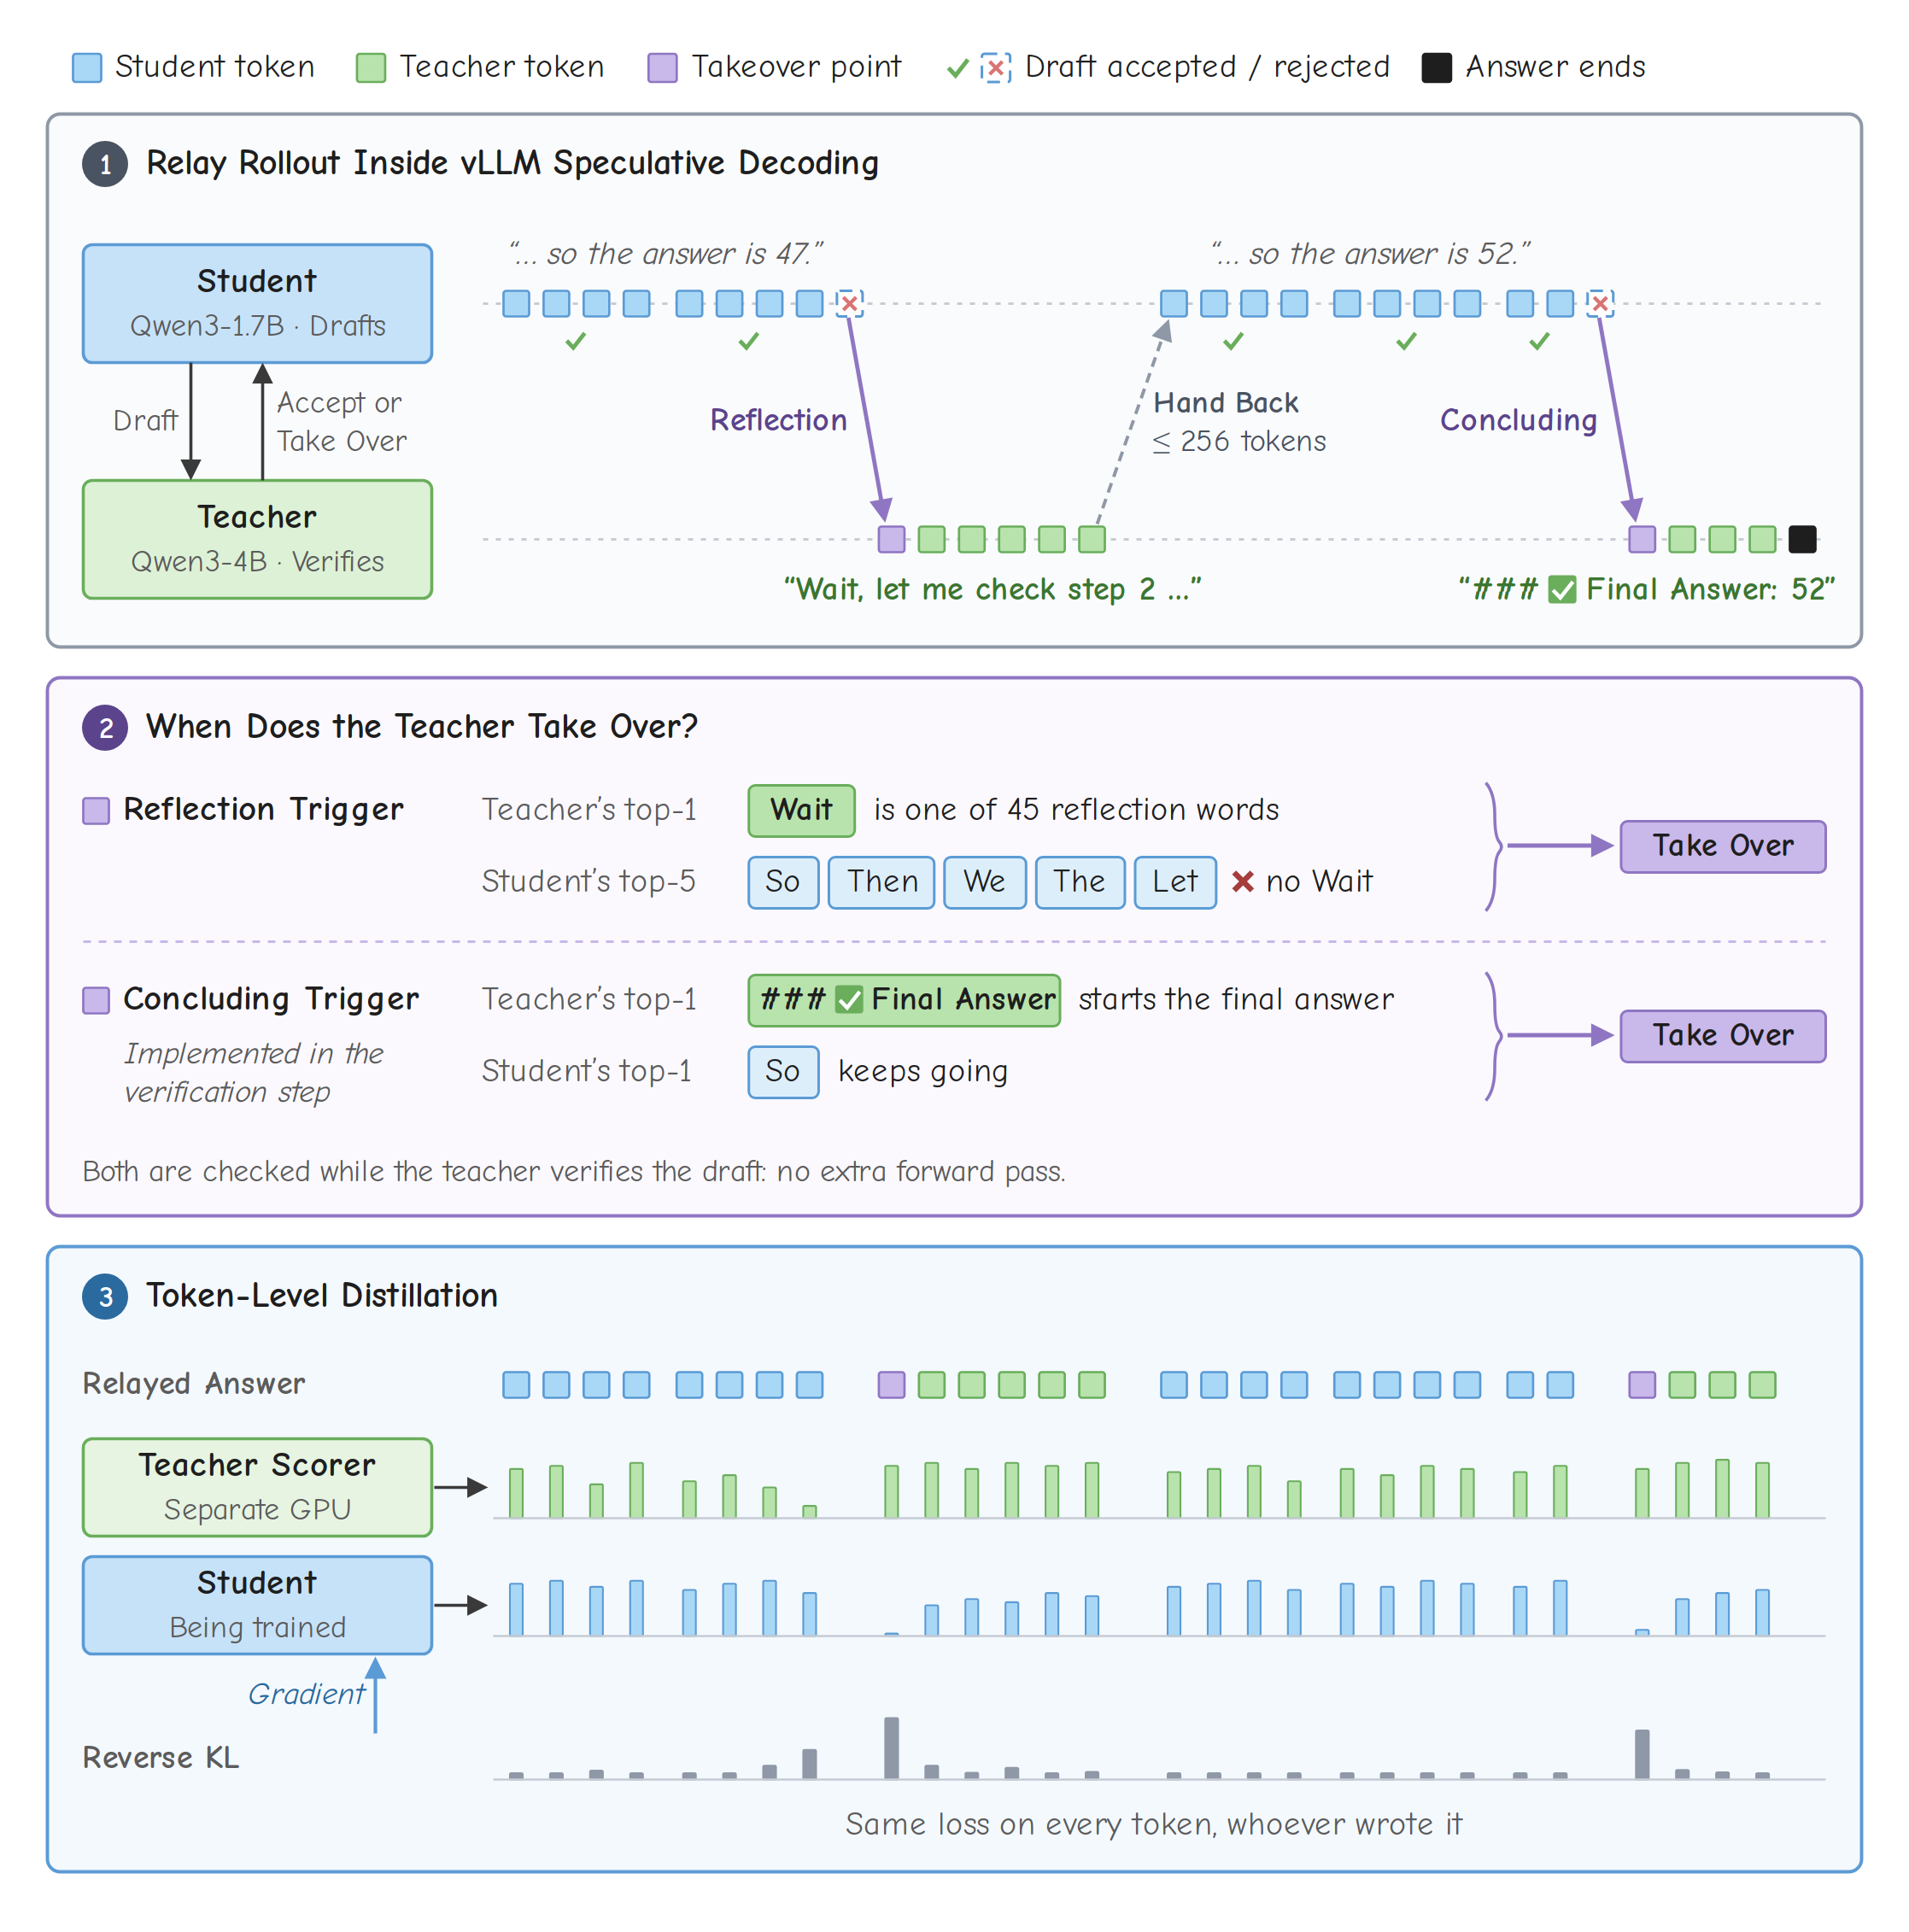 Student token
Teacher token
Takeover point
✓ × Draft accepted / rejected
Answer ends
1 Relay Rollout Inside vLLM Speculative Decoding
Student
Qwen3-1.7B · Drafts
Draft
Accept or
Take Over
Teacher
Qwen3-4B · Verifies
“... so the answer is 47.”
“... so the answer is 52.”
Reflection
Hand Back
≤ 256 tokens
Concluding
“Wait, let me check step 2 ...”
“### ✅ Final Answer: 52”
2 When Does the Teacher Take Over?
Reflection Trigger
Teacher’s top-1 Wait is one of 45 reflection words
Student’s top-5 So Then We The Let ✖ no Wait
Take Over
Concluding Trigger
Implemented in the
verification step
Teacher’s top-1 ### ✅ Final Answer starts the final answer
Student’s top-1 So keeps going
Take Over
Both are checked while the teacher verifies the draft: no extra forward pass.
3 Token-Level Distillation
Relayed Answer
Teacher Scorer
Separate GPU
Student
Being trained
Gradient
Reverse KL
Same loss on every token, whoever wrote it